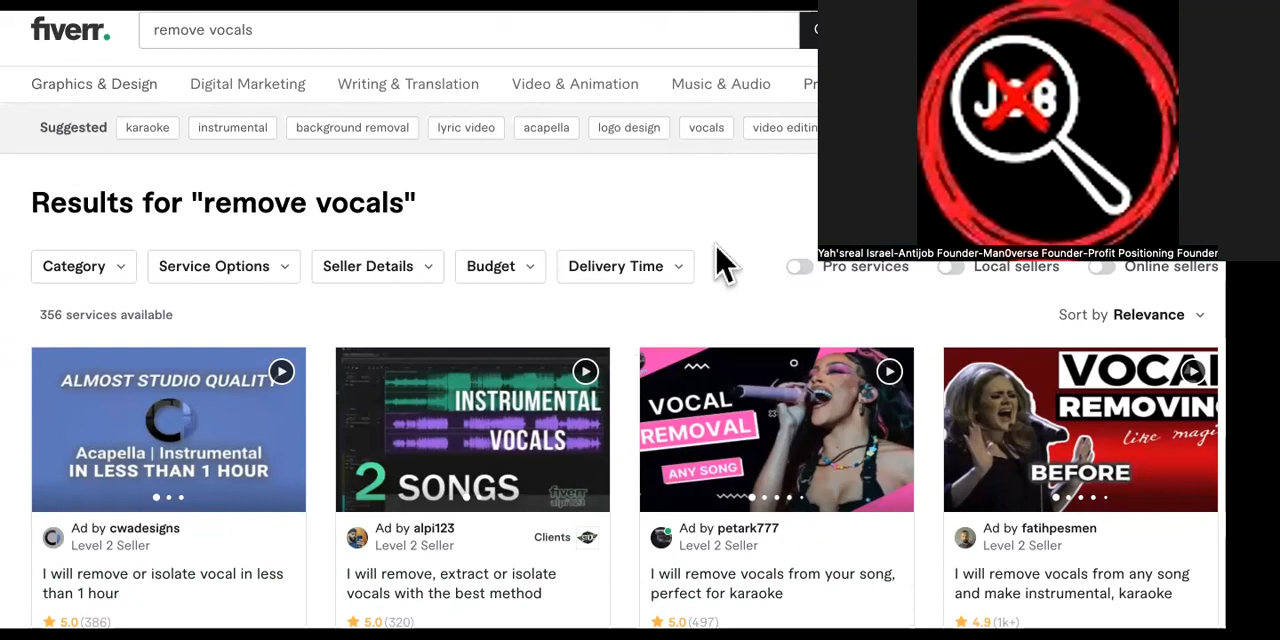 fiverr.
remove vocals
JOB
Graphics & Design
Digital Marketing
Writing & Translation
Video & Animation
Music & Audio
Suggested
karaoke
instrumental
background removal
lyric video
acapella
logo design
vocals
video editin
Results for "remove vocals"
Yah'sreal Israel-Antijob Founder-Man0verse Founder-Profit Positioning Founder
Category
Service Options
Seller Details
Budget
Delivery Time
Pro services
Local sellers
Online sellers
356 services available
Sort by Relevance
ALMOST STUDIO QUALITY
Acapella | Instrumental
IN LESS THAN 1 HOUR
INSTRUMENTAL
VOCALS
2 SONGS
fiverr
alpi123
VOCAL
REMOVAL
ANY SONG
VOCAL
REMOVING
like magi
BEFORE
Ad by cwadesigns
Level 2 Seller
I will remove or isolate vocal in less
than 1 hour
5.0 (386)
Ad by alpi123
Level 2 Seller
Clients
I will remove, extract or isolate
vocals with the best method
5.0 (320)
Ad by petark777
Level 2 Seller
I will remove vocals from your song,
perfect for karaoke
5.0 (497)
Ad by fatihpesmen
Level 2 Seller
I will remove vocals from any song
and make instrumental, karaoke
4.9 (1k+)